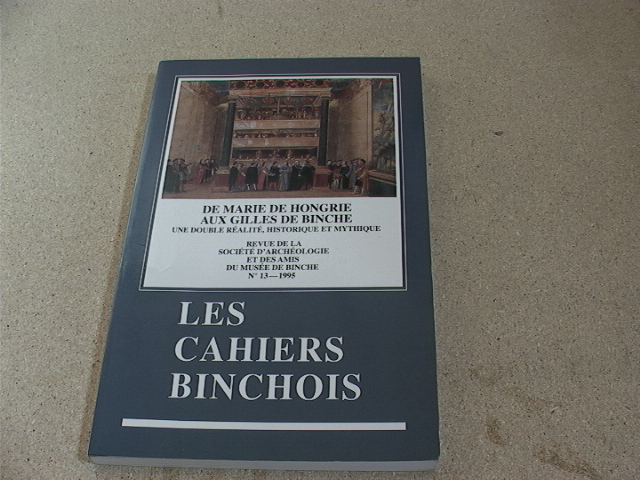 DE MARIE DE HONGRIE
AUX GILLES DE BINCHE
UNE DOUBLE RÉALITÉ, HISTORIQUE ET MYTHIQUE
REVUE DE LA
SOCIÉTÉ D'ARCHÉOLOGIE
ET DES AMIS
DU MUSÉE DE BINCHE
N° 13—1995
LES
CAHIERS
BINCHOIS